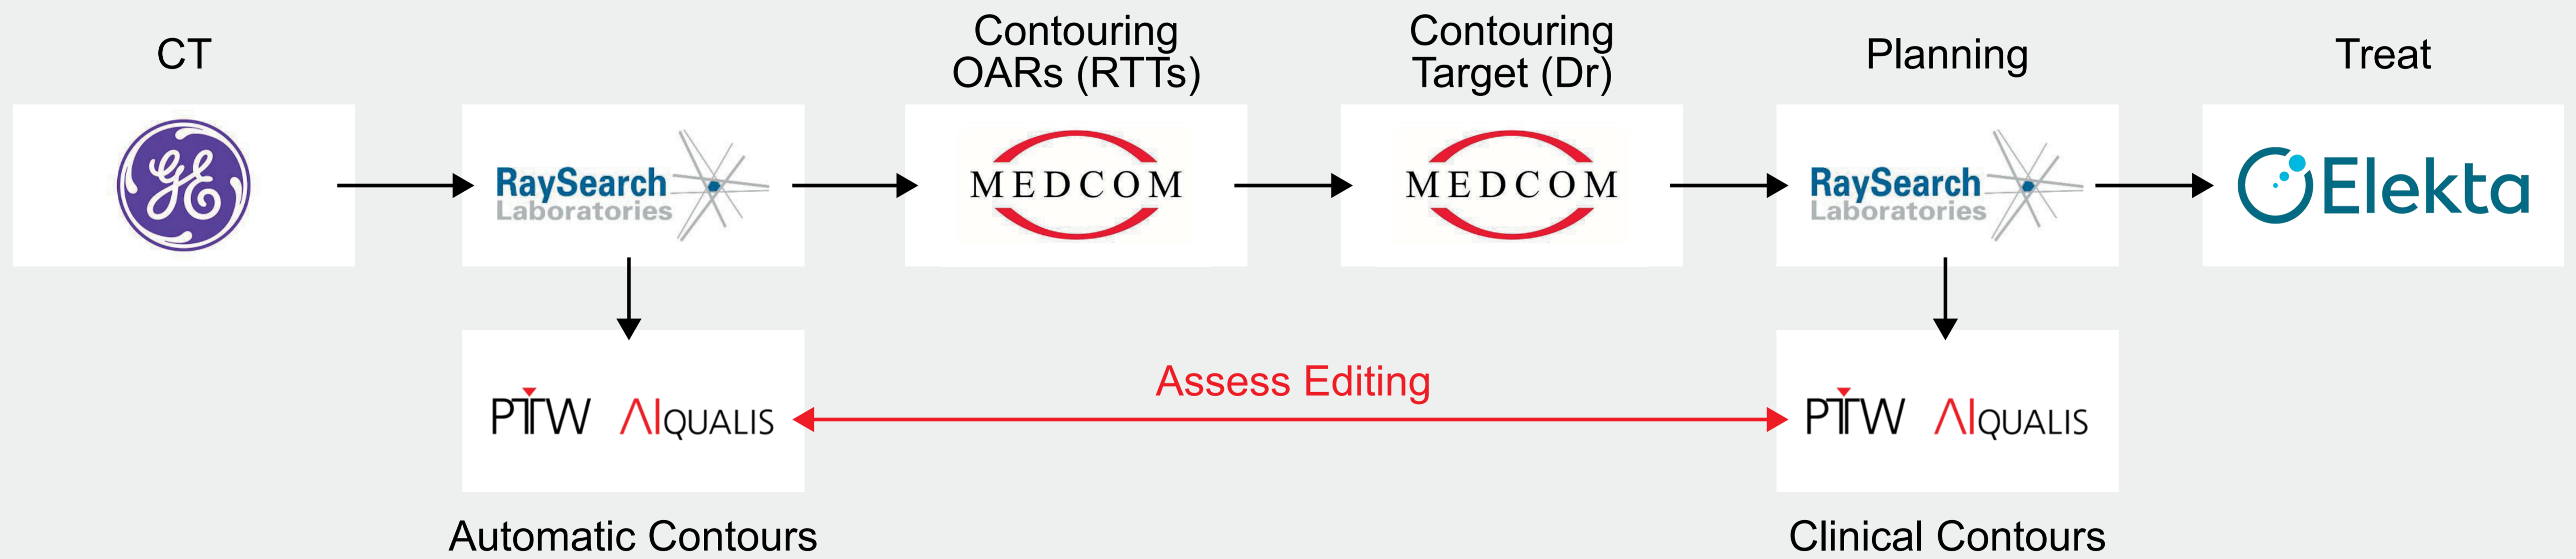 CT
Contouring
OARs (RTTs)
Contouring
Target (Dr)
Planning
Treat
GE
RaySearch
Laboratories
MEDCOM
MEDCOM
RaySearch
Laboratories
Elekta
PTW AIQUALIS
Assess Editing
PTW AIQUALIS
Automatic Contours
Clinical Contours